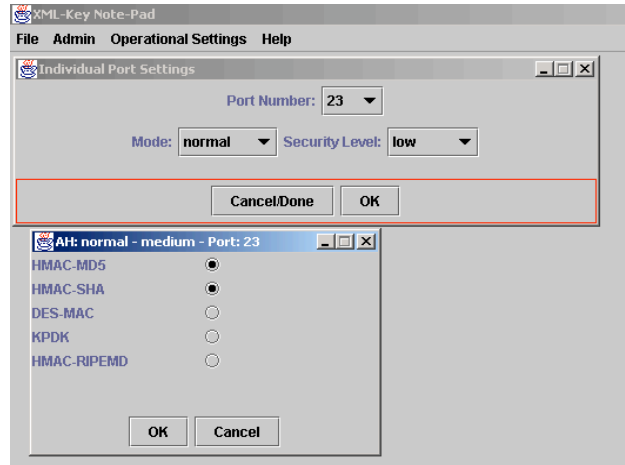 XML-Key Note-Pad
File Admin Operational Settings Help
Individual Port Settings
Port Number: 23
Mode: normal Security Level: low
Cancel/Done OK
AH: normal - medium - Port: 23
HMAC-MD5
HMAC-SHA
DES-MAC
KPDK
HMAC-RIPEMD
OK Cancel